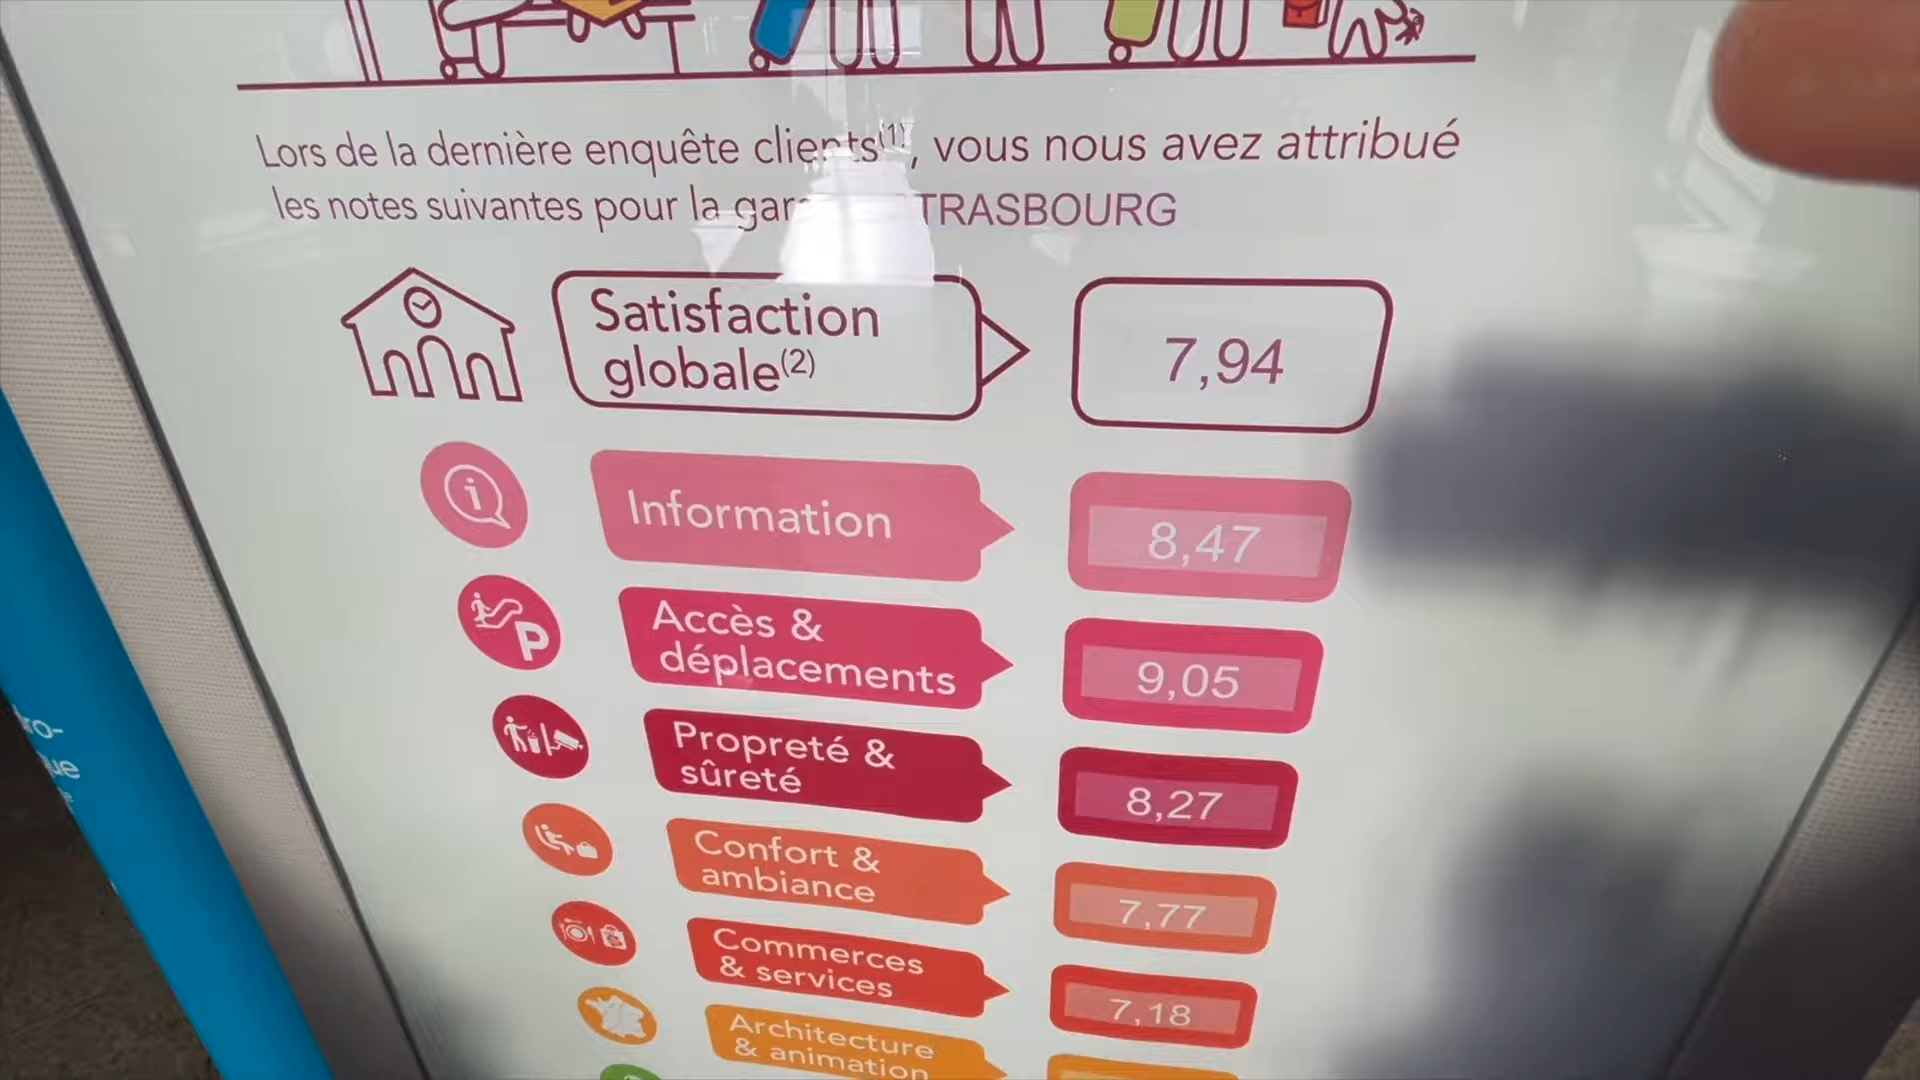 Lors de la dernière enquête clients(1), vous nous avez attribué
les notes suivantes pour la TRASBOURG
Satisfaction
globale(2)
7,94
Information
8,47
Accès &
déplacements
9,05
P
Propreté &
sûreté
8,27
Confort &
ambiance
7,77
Commerces
& services
7,18
Architecture
& animation